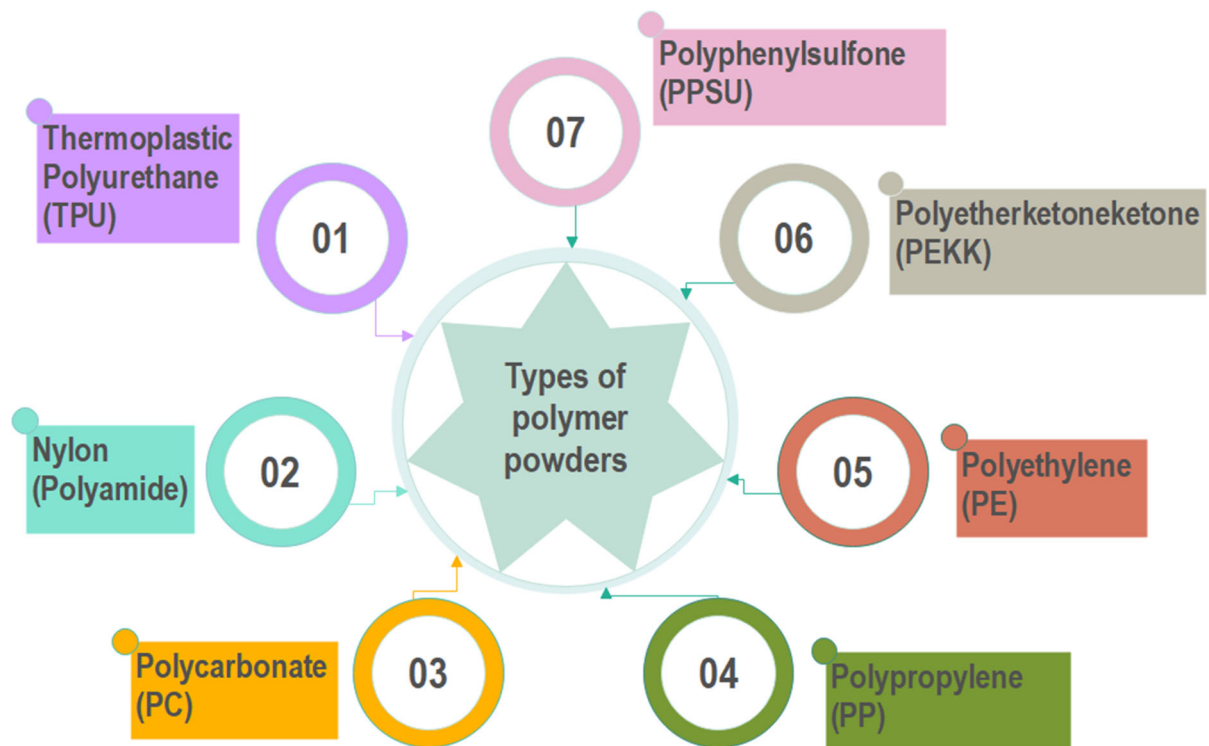 Types of
polymer
powders
01
Thermoplastic
Polyurethane
(TPU)
02
Nylon
(Polyamide)
03
Polycarbonate
(PC)
04
Polypropylene
(PP)
05
Polyethylene
(PE)
06
Polyetherketoneketone
(PEKK)
07
Polyphenylsulfone
(PPSU)